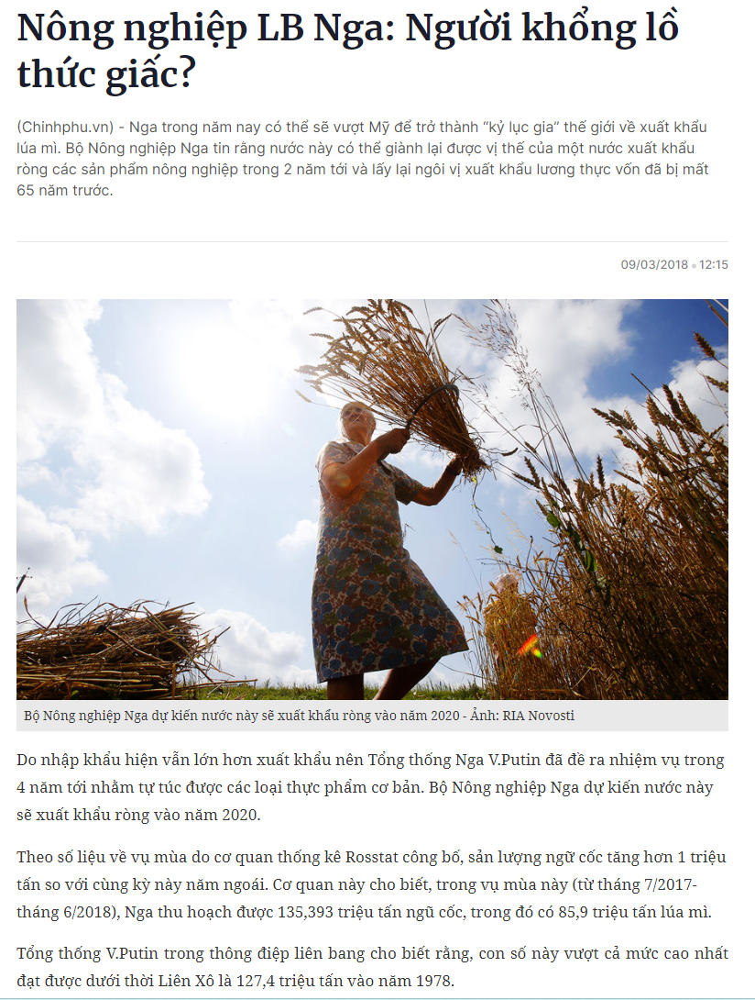 Nông nghiệp LB Nga: Người khổng lồ
thức giấc?
(Chinhphu.vn) - Nga trong năm nay có thể sẽ vượt Mỹ để trở thành “kỷ lục gia” thế giới về xuất khẩu
lúa mì. Bộ Nông nghiệp Nga tin rằng nước này có thể giành lại được vị thế của một nước xuất khẩu
ròng các sản phẩm nông nghiệp trong 2 năm tới và lấy lại ngôi vị xuất khẩu lương thực vốn đã bị mất
65 năm trước.
09/03/2018 • 12:15
Bộ Nông nghiệp Nga dự kiến nước này sẽ xuất khẩu ròng vào năm 2020 - Ảnh: RIA Novosti
Do nhập khẩu hiện vẫn lớn hơn xuất khẩu nên Tổng thống Nga V.Putin đã đề ra nhiệm vụ trong
4 năm tới nhằm tự túc được các loại thực phẩm cơ bản. Bộ Nông nghiệp Nga dự kiến nước này
sẽ xuất khẩu ròng vào năm 2020.
Theo số liệu về vụ mùa do cơ quan thống kê Rosstat công bố, sản lượng ngữ cốc tăng hơn 1 triệu
tấn so với cùng kỳ này năm ngoái. Cơ quan này cho biết, trong vụ mùa này (từ tháng 7/2017-
tháng 6/2018), Nga thu hoạch được 135,393 triệu tấn ngũ cốc, trong đó có 85,9 triệu tấn lúa mì.
Tổng thống V.Putin trong thông điệp liên bang cho biết rằng, con số này vượt cả mức cao nhất
đạt được dưới thời Liên Xô là 127,4 triệu tấn vào năm 1978.